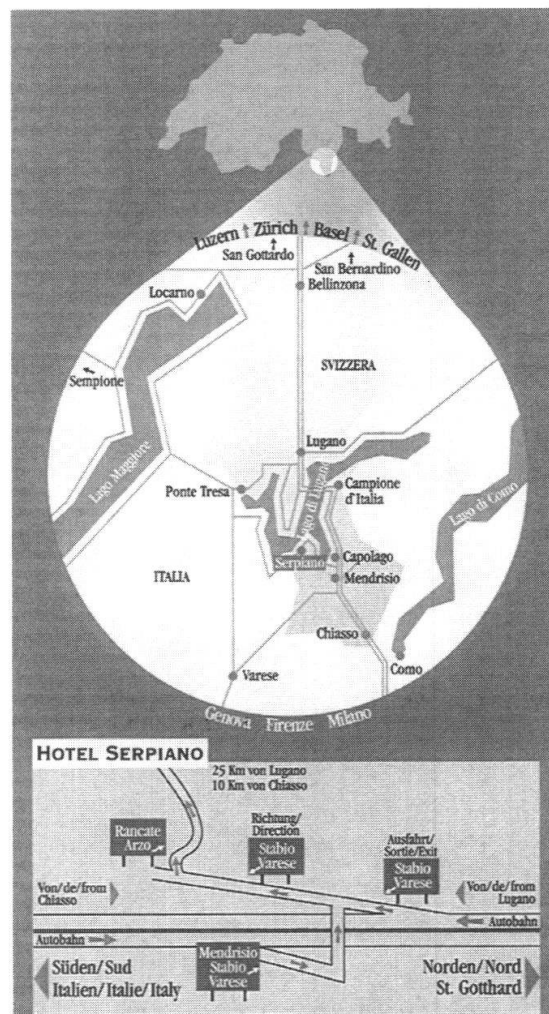 Luzern ↑ Zürich ↑ Basel ↑ St. Gallen
San Gottardo
San Bernardino
Bellinzona
Locarno
Sempione
SVIZZERA
Lago Maggiore
Lugano
Ponte Tresa
Lago di Lugano
Campione
d'Italia
Lago di Como
Serpiano
Capolago
ITALIA
Mendrisio
Chiasso
Como
Varese
Genova Firenze Milano
HOTEL SERPIANO
25 Km von Lugano
10 Km von Chiasso
Rancate
Arzo
Richtung/
Direction
Stabio
Varese
Ausfahrt/
Sortie/Exit
Stabio
Varese
Von/de/from
Chiasso
Von/de/from
Lugano
Autobahn
Autobahn
Mendrisio
Stabio
Varese
Süden/Sud
Italien/Italie/Italy
Norden/Nord
St. Gotthard